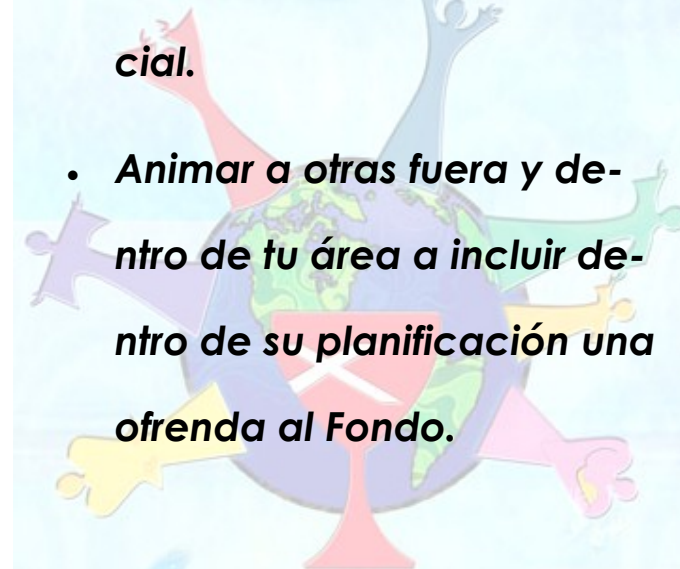 cial.
• Animar a otras fuera y de-
ntro de tu área a incluir de-
ntro de su planificación una
ofrenda al Fondo.